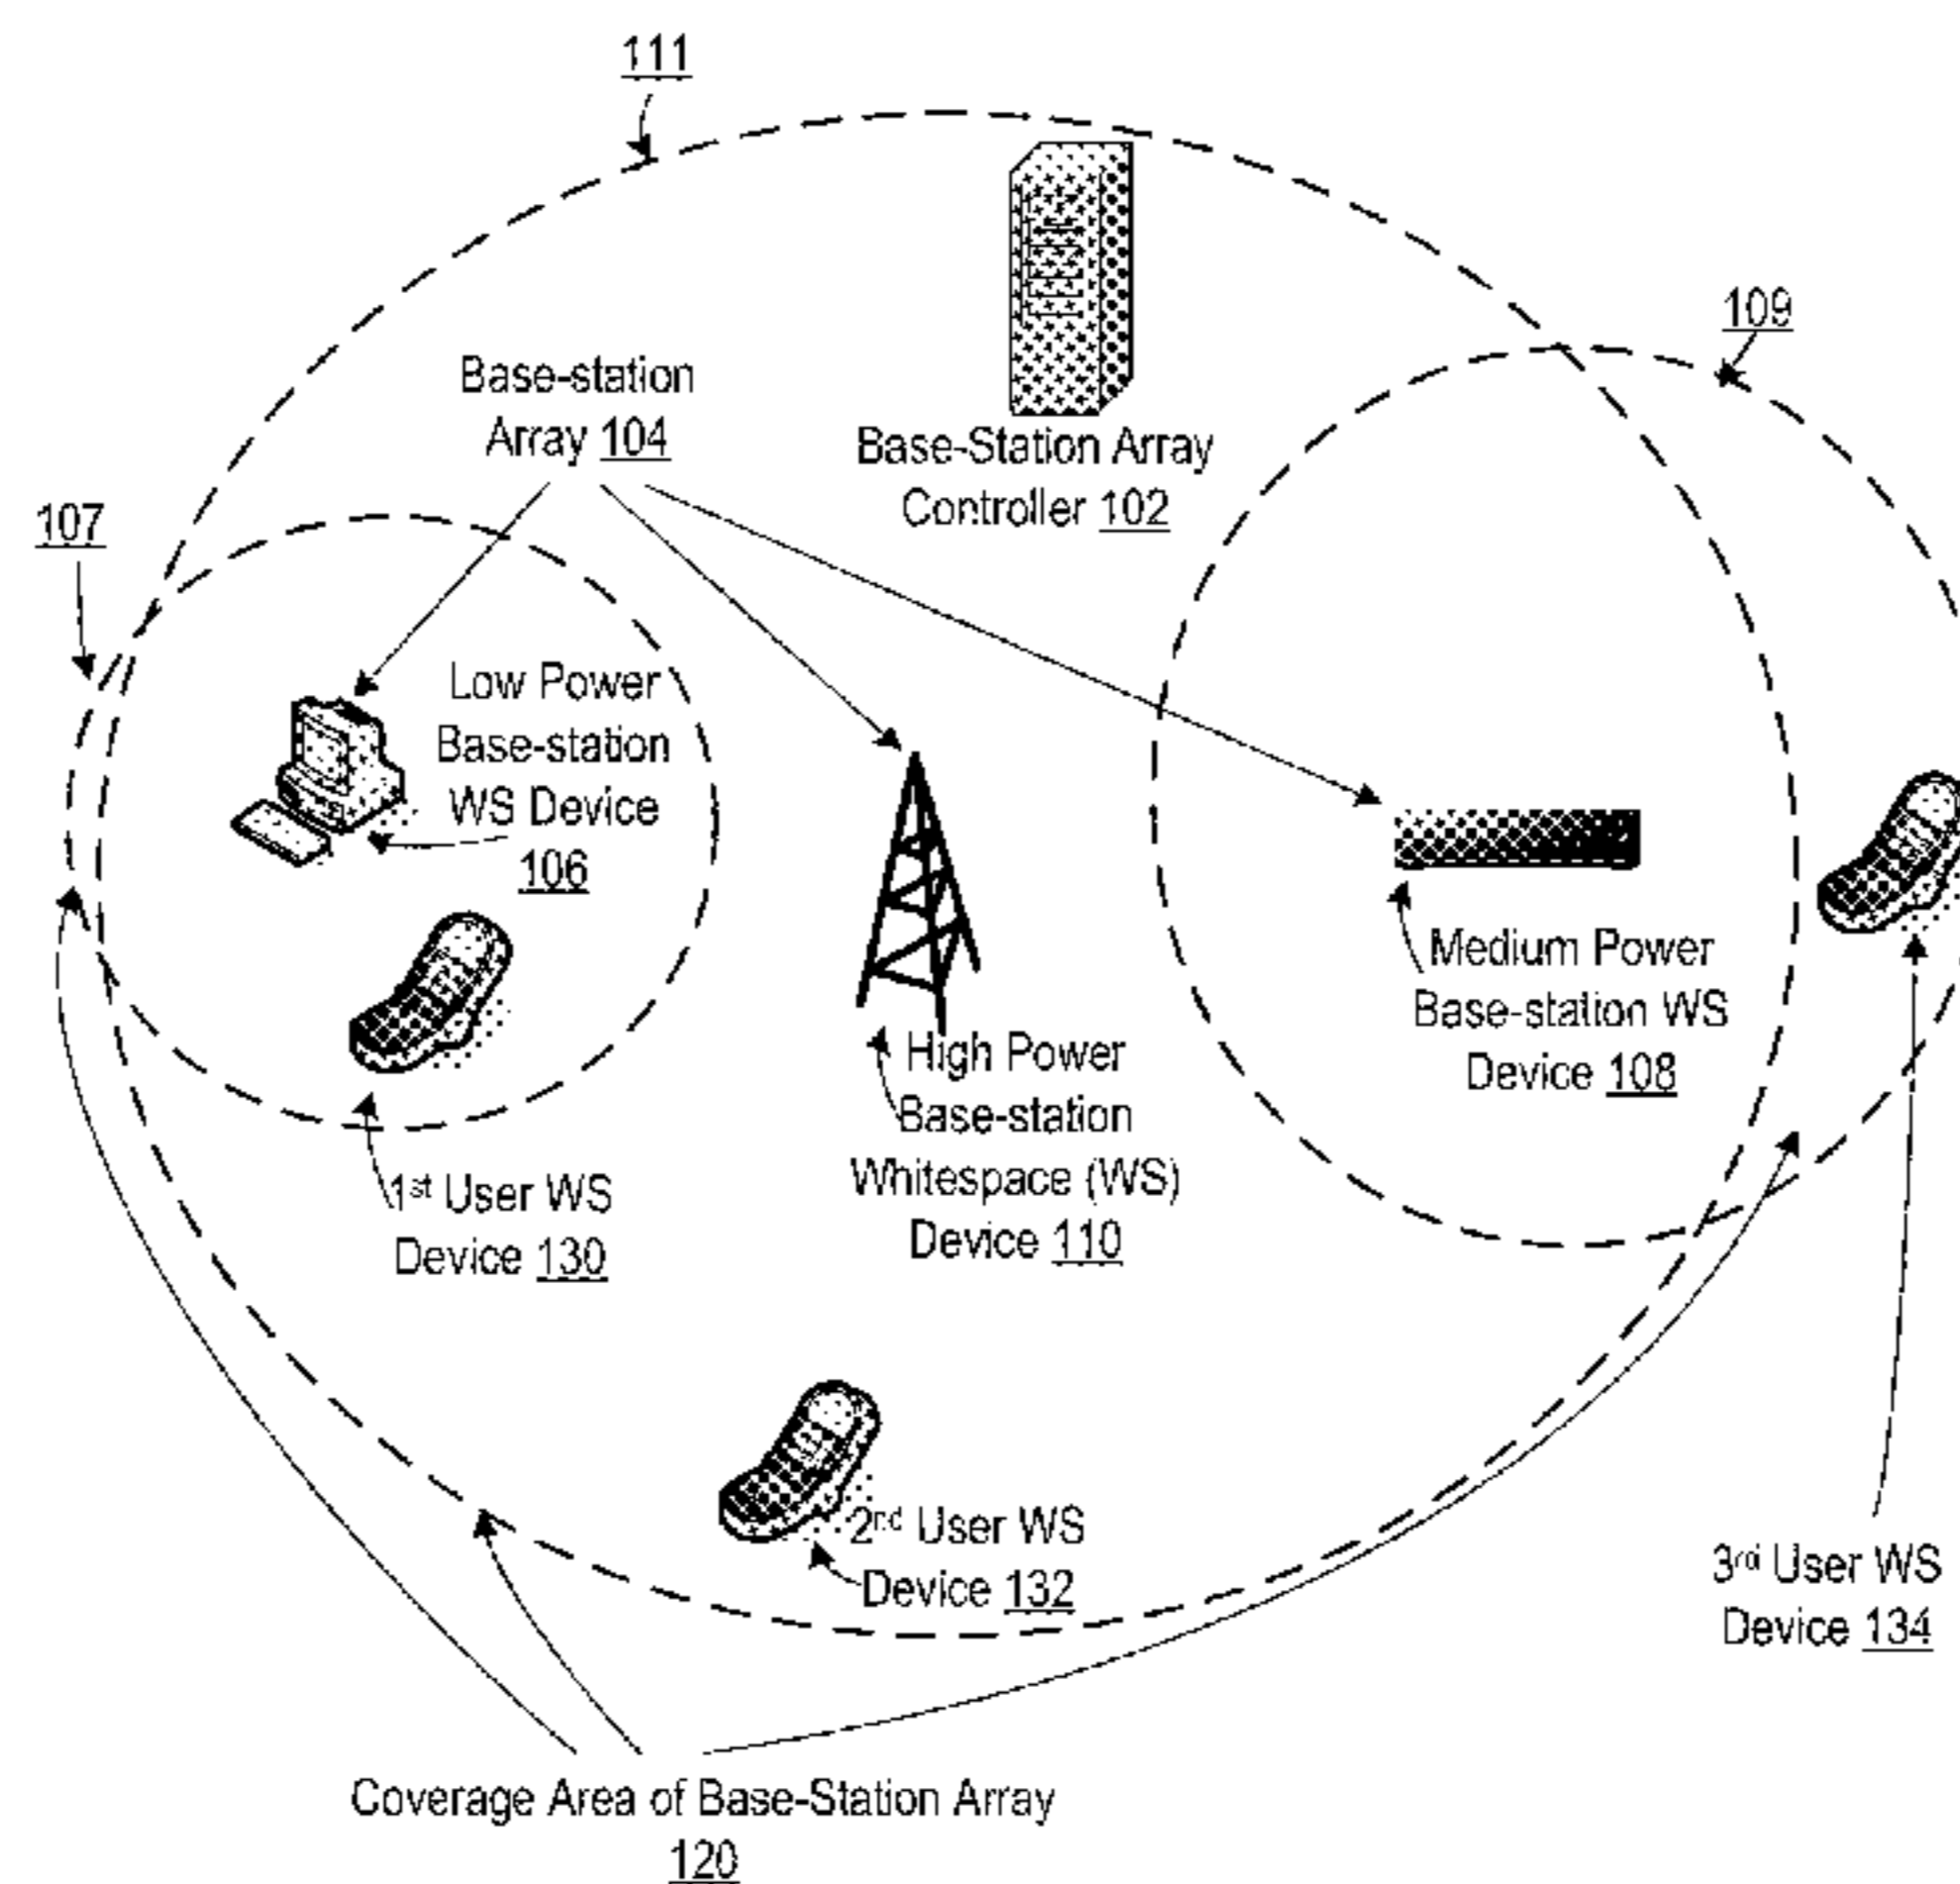 111
109
Base-station
Array 104
Base-Station Array
Controller 102
107
Low Power
Base-station
WS Device
106
Medium Power
Base-station WS
Device 108
High Power
Base-station
Whitespace (WS)
Device 110
1st User WS
Device 130
2nd User WS
Device 132
3rd User WS
Device 134
Coverage Area of Base-Station Array
120